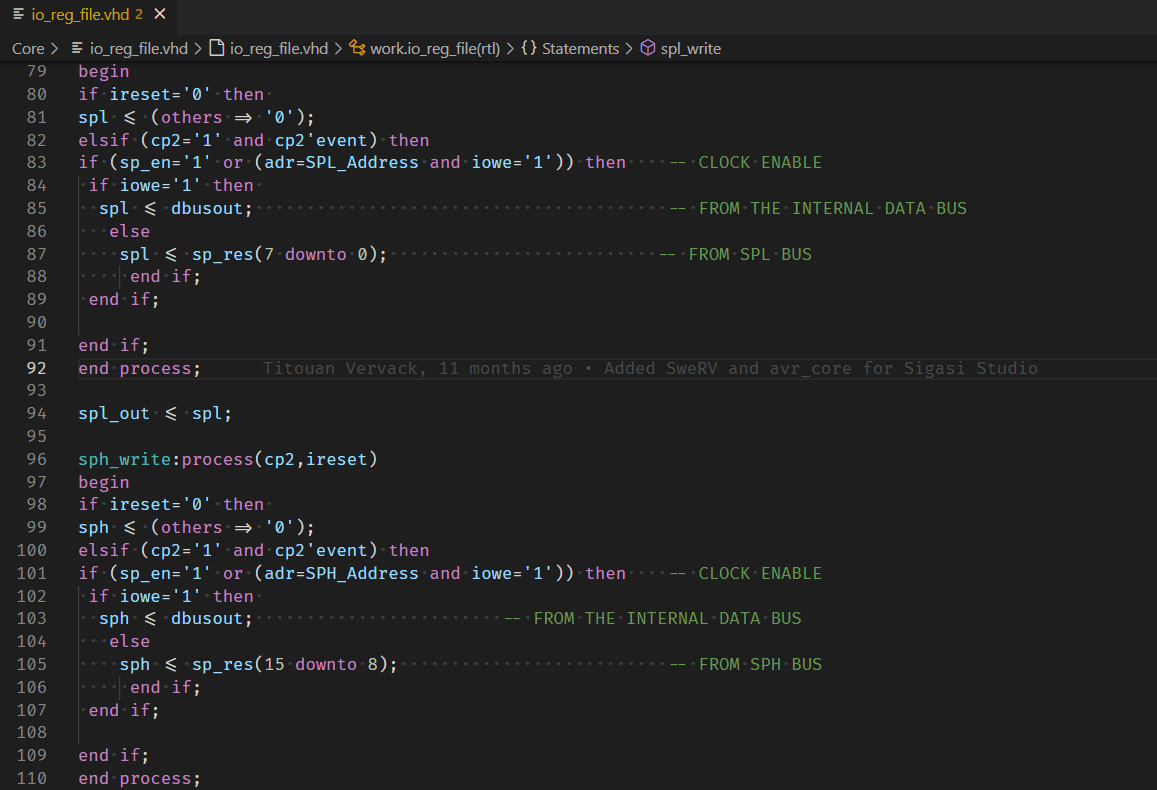 io_reg_file.vhd 2
Core > io_reg_file.vhd > io_reg_file.vhd > work.io_reg_file(rtl) > {} Statements > spl_write
79 begin
80 if ireset='0' then
81 spl <= (others => '0');
82 elsif (cp2='1' and cp2'event) then
83 if (sp_en='1' or (adr=SPL_Address and iowe='1')) then    -- CLOCK ENABLE
84  if iowe='1' then
85   spl <= dbusout;                                        -- FROM THE INTERNAL DATA BUS
86    else
87     spl <= sp_res(7 downto 0);                          -- FROM SPL BUS
88      end if;
89  end if;
90
91 end if;
92 end process;      Titouan Vervack, 11 months ago • Added SweRV and avr_core for Sigasi Studio
93
94 spl_out <= spl;
95
96 sph_write:process(cp2,ireset)
97 begin
98 if ireset='0' then
99 sph <= (others => '0');
100 elsif (cp2='1' and cp2'event) then
101 if (sp_en='1' or (adr=SPH_Address and iowe='1')) then    -- CLOCK ENABLE
102  if iowe='1' then
103   sph <= dbusout;                        -- FROM THE INTERNAL DATA BUS
104    else
105     sph <= sp_res(15 downto 8);                          -- FROM SPH BUS
106      end if;
107  end if;
108
109 end if;
110 end process;